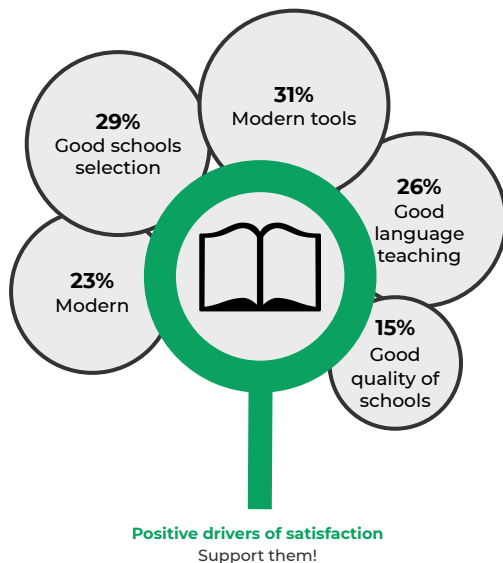 31%
Modern tools
29%
Good schools
selection
26%
Good
language
teaching
23%
Modern
15%
Good
quality of
schools
Positive drivers of satisfaction
Support them!